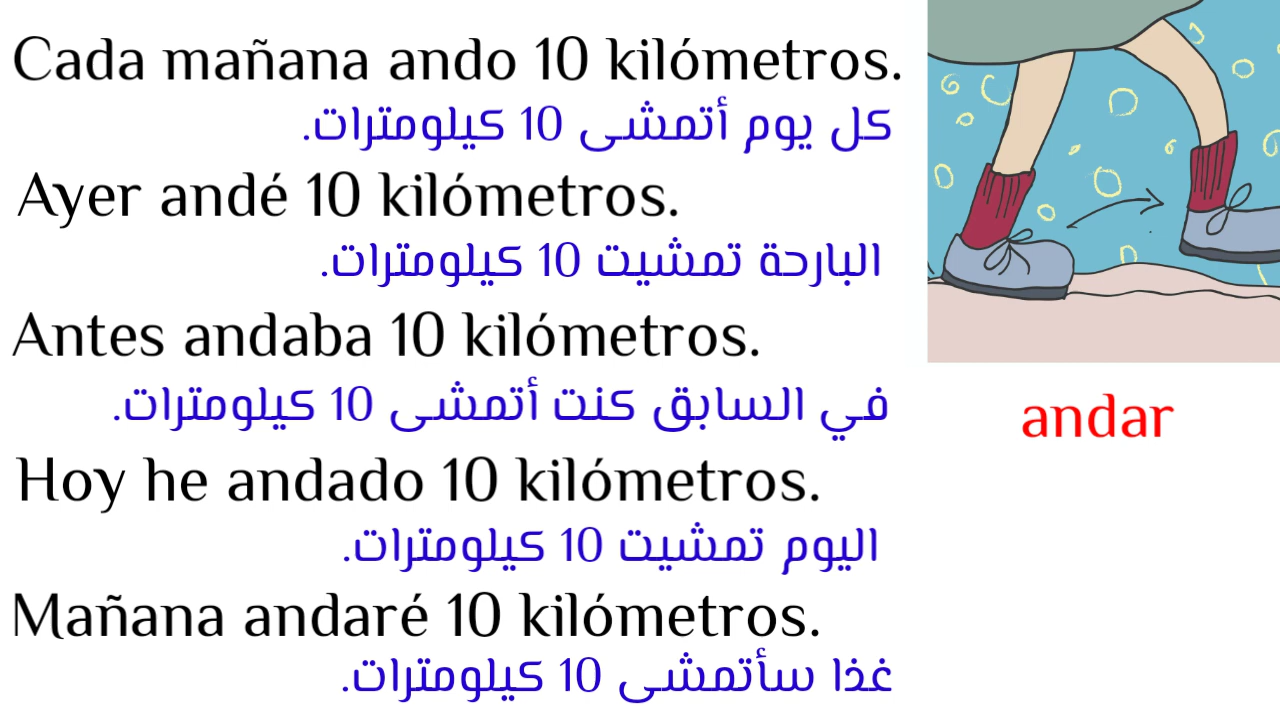 Cada mañana ando 10 kilómetros.
كل يوم أتمشى 10 كيلومترات.
Ayer andé 10 kilómetros.
البارحة تمشيت 10 كيلومترات.
Antes andaba 10 kilómetros.
في السابق كنت أتمشى 10 كيلومترات.
Hoy he andado 10 kilómetros.
اليوم تمشيت 10 كيلومترات.
Mañana andaré 10 kilómetros.
غذا سأتمشى 10 كيلومترات.
andar